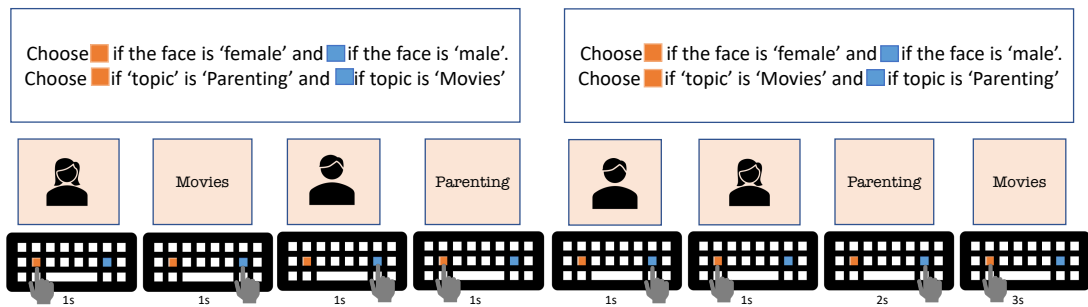 Choose if the face is ‘female’ and if the face is ‘male’.
Choose if ‘topic’ is ‘Parenting’ and if topic is ‘Movies’
Choose if the face is ‘female’ and if the face is ‘male’.
Choose if ‘topic’ is ‘Movies’ and if topic is ‘Parenting’
Movies
Parenting
Parenting
Movies
1s
1s
1s
1s
1s
1s
2s
3s